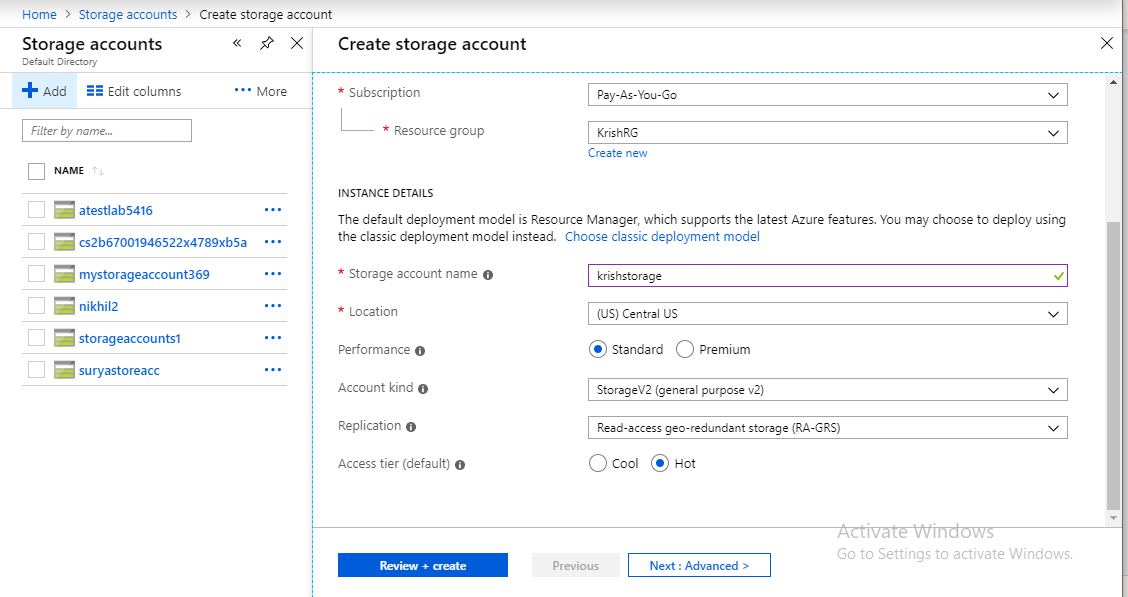 Home > Storage accounts > Create storage account
Storage accounts
Default Directory
Add Edit columns ••• More
Filter by name...
NAME
atestlab5416
cs2b67001946522x4789xb5a
mystorageaccount369
nikhil2
storageaccounts1
suryastoreacc
Create storage account
* Subscription
Pay-As-You-Go
* Resource group
KrishRG
Create new
INSTANCE DETAILS
The default deployment model is Resource Manager, which supports the latest Azure features. You may choose to deploy using
the classic deployment model instead. Choose classic deployment model
* Storage account name
krishstorage
* Location
(US) Central US
Performance
Standard Premium
Account kind
StorageV2 (general purpose v2)
Replication
Read-access geo-redundant storage (RA-GRS)
Access tier (default)
Cool Hot
Activate Windows
Go to Settings to activate Windows.
Review + create Previous Next : Advanced >